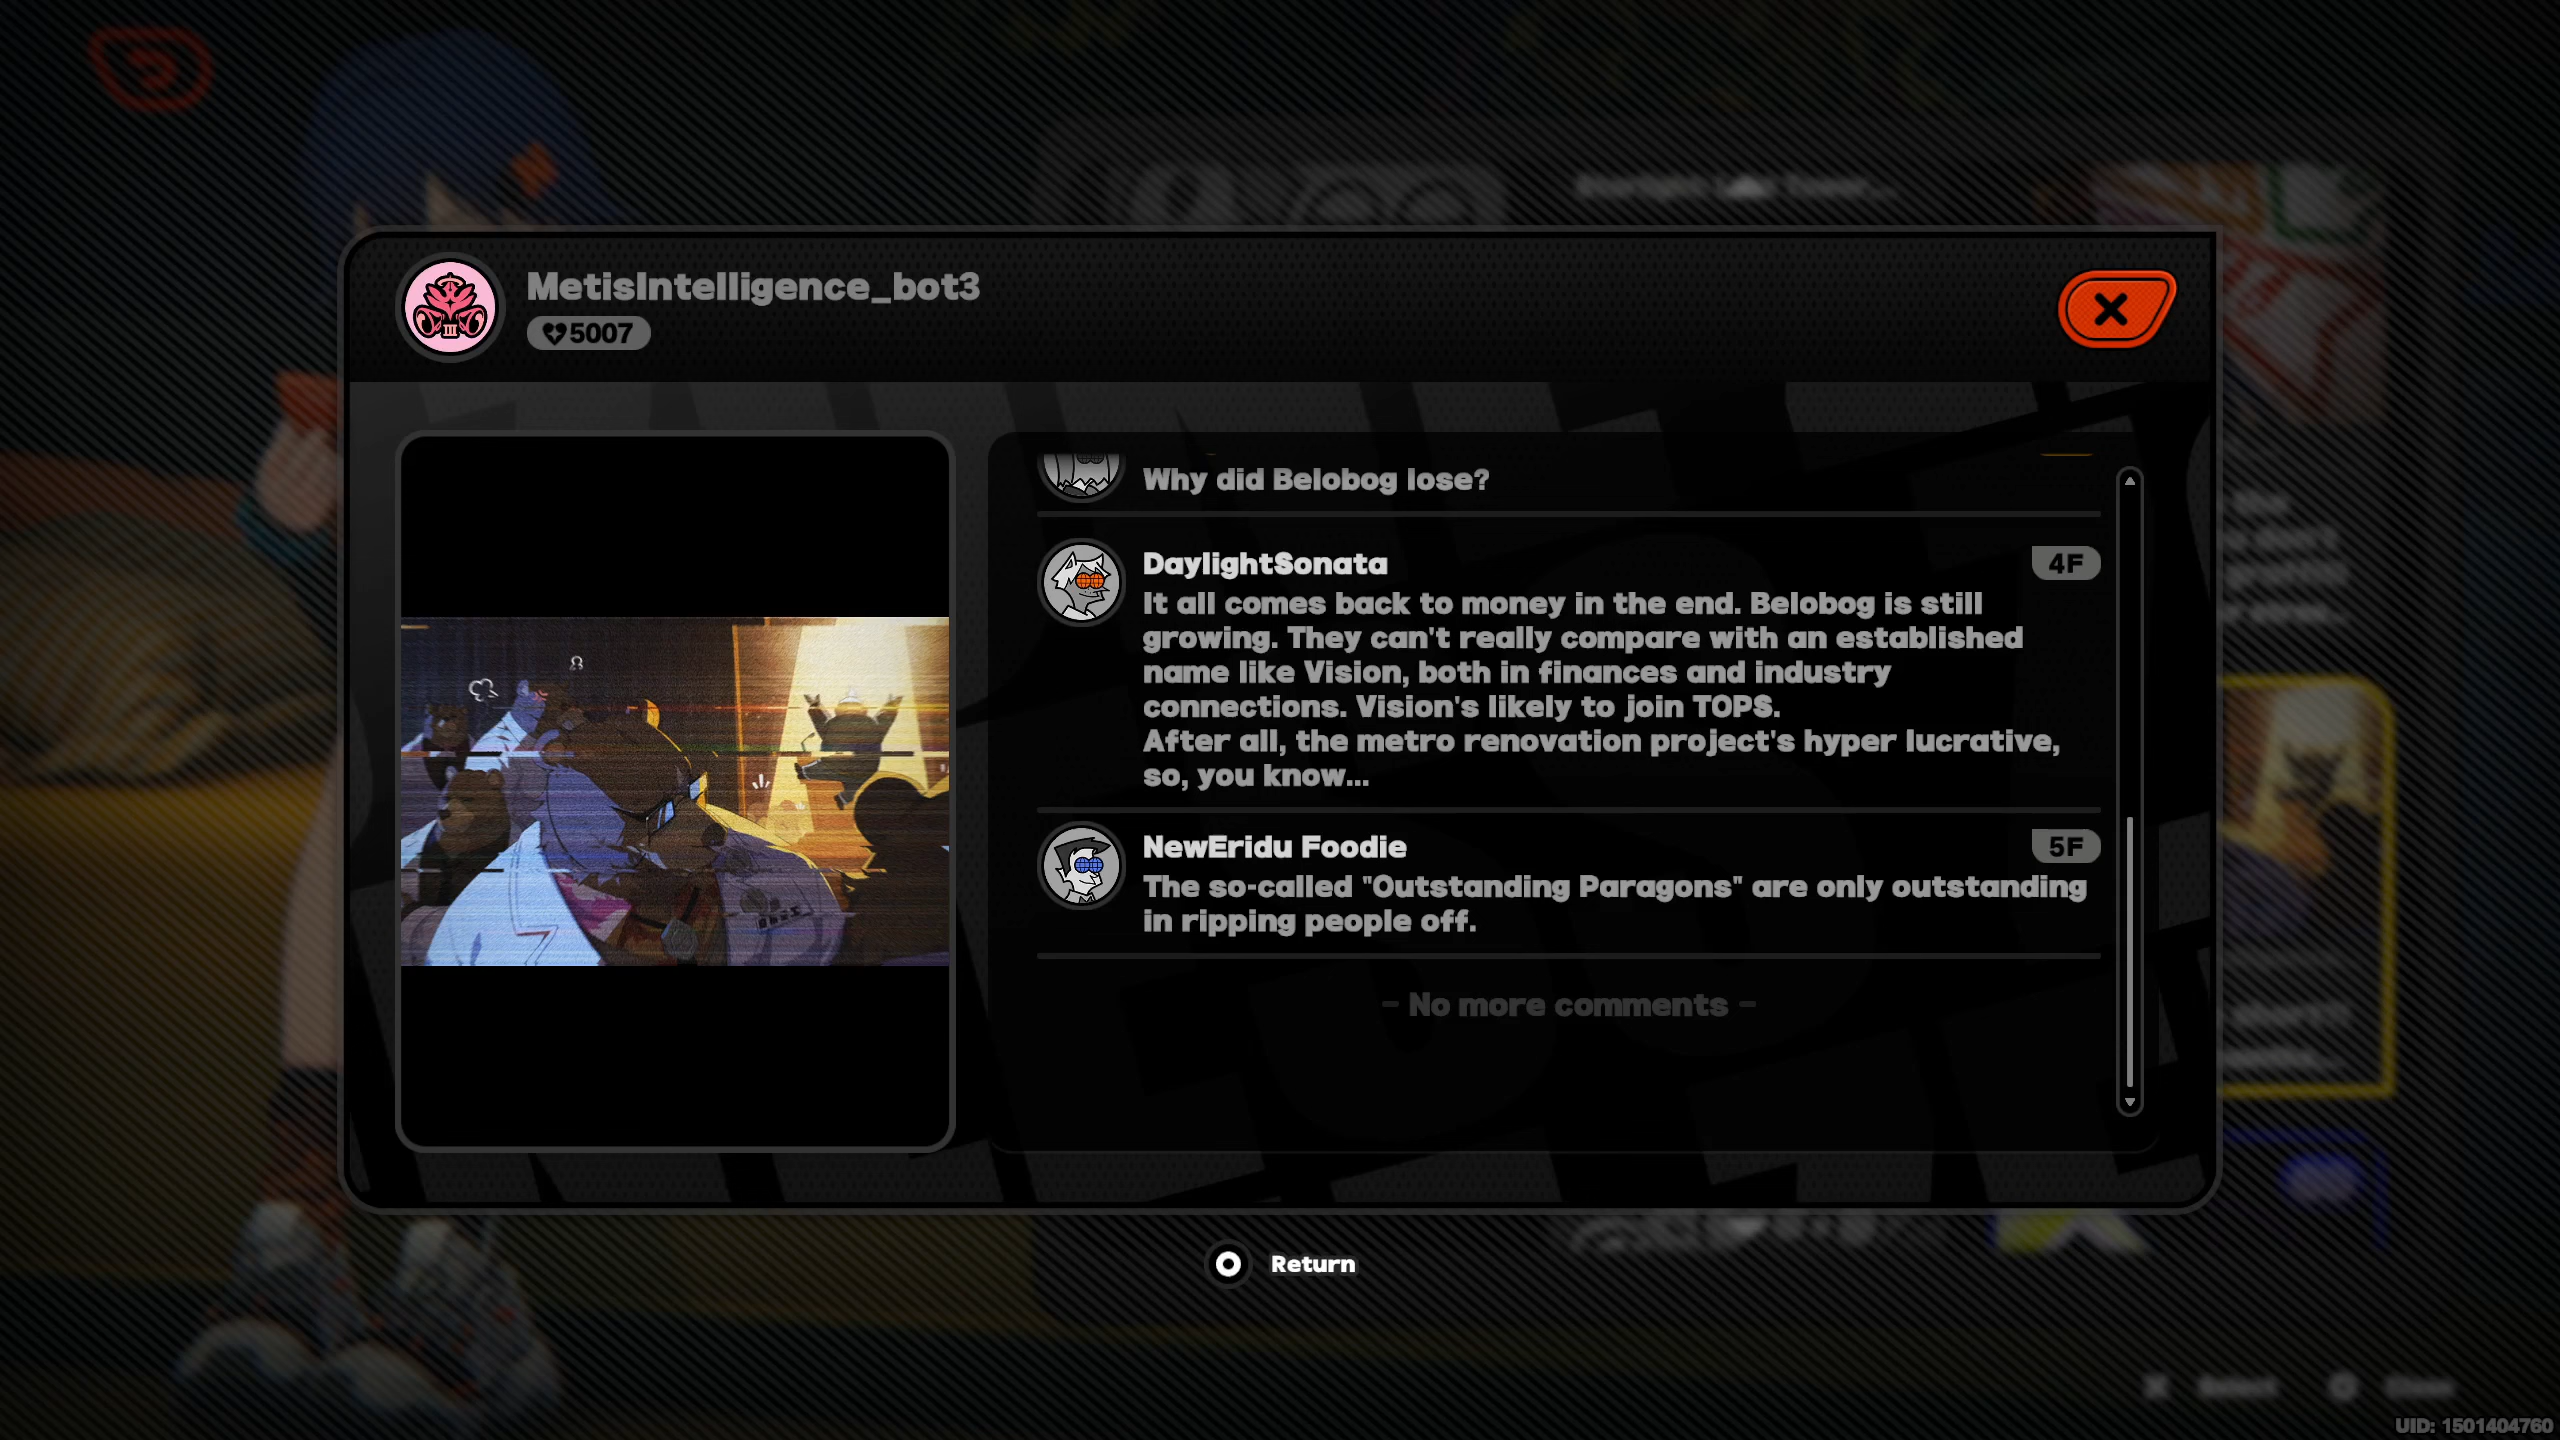 MetisIntelligence_bot3
5007
Why did Belobog lose?
DaylightSonata
4F
It all comes back to money in the end. Belobog is still
growing. They can't really compare with an established
name like Vision, both in finances and industry
connections. Vision's likely to join TOPS.
After all, the metro renovation project's hyper lucrative,
so, you know...
NewEridu Foodie
5F
The so-called "Outstanding Paragons" are only outstanding
in ripping people off.
- No more comments -
Return
Select
Close
UID: 1501404760